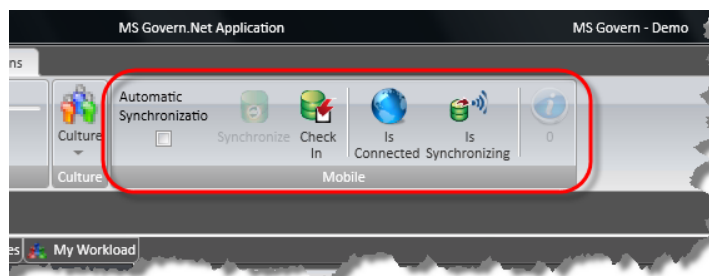 MS Govern.Net Application
MS Govern - Demo
ns
Automatic
Synchronizatio
Culture
Synchronize
Check
In
Is
Connected
Is
Synchronizing
0
Culture
Mobile
es
My Workload